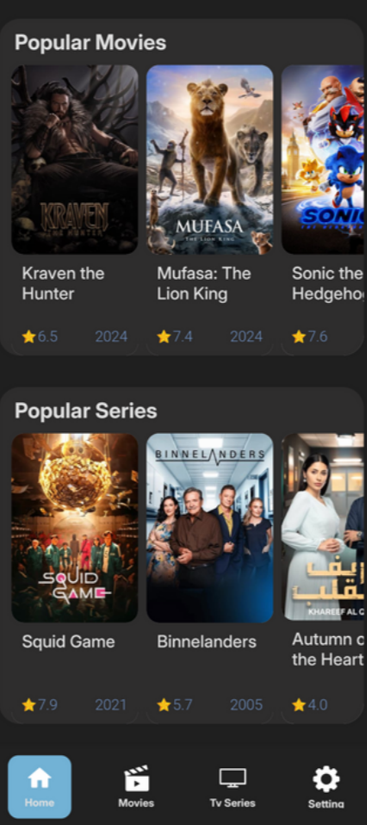 Popular Movies
KRAVEN
THE HUNTER
MUFASA
The Lion King
SONIC
Kraven the
Hunter
Mufasa: The
Lion King
Sonic the
Hedgeho
6.5
2024
7.4
2024
7.6
Popular Series
BINNELANDERS
SQUID
GAME
KHAREEF AL Q
Squid Game
Binnelanders
Autumn o
the Heart
7.9
2021
5.7
2005
4.0
Home
Movies
Tv Series
Setting